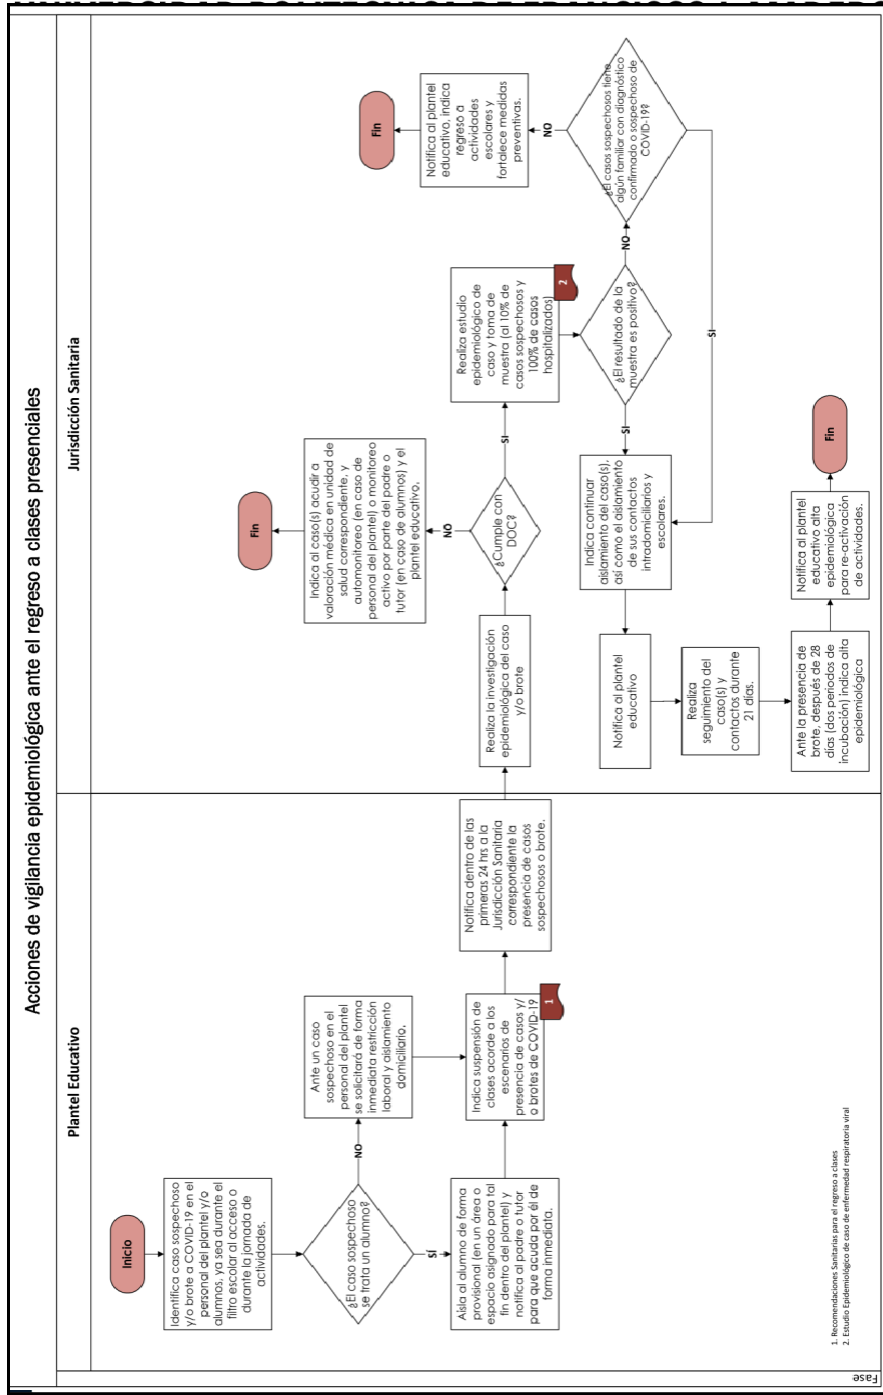 Acciones de vigilancia epidemiológica ante el regreso a clases presenciales
Plantel Educativo
Jurisdicción Sanitaria
Inicio
Identifica caso sospechoso
y/o brote a COVID-19 en el
personal del plantel y/o
alumnos, ya sea durante el
filtro escolar al acceso o
durante la jornada de
actividades.
¿El caso sospechoso
se trata un alumno?
NO
Ante un caso
sospechoso en el
personal del plantel
se solicitará de forma
inmediata restricción
laboral y aislamiento
domiciliario.
SÍ
Aisla al alumno de forma
provisional (en un área o
espacio asignado para tal
fin dentro del plantel) y
notifica al padre o tutor
para que acuda por él de
forma inmediata.
Indica suspensión de
clases acorde a los
escenarios de
presencia de casos y/
o brotes de COVID-19
1
Notifica dentro de las
primeras 24 hrs a la
Jurisdicción Sanitaria
correspondiente la
presencia de casos
sospechosos o brote.
Realiza la investigación
epidemiológica del caso
y/o brote
¿Cumple con
DOC?
NO
Indica al caso(s) acudir a
valoración médica en unidad de
salud correspondiente, y
automonitoreo (en caso de
personal del plantel) o monitoreo
activo por parte del padre o
tutor (en caso de alumnos) y el
plantel educativo.
Fin
SI
Realiza estudio
epidemiológico de
caso y toma de
muestra (al 10% de
casos sospechosos y
100% de casos
hospitalizados)
2
¿El resultado de la
muestra es positivo?
NO
¿El casos sospechosos tiene
algún familiar con diagnóstico
confirmado o sospechoso de
COVID-19?
NO
Notifica al plantel
educativo, indica
regreso a
actividades
escolares y
fortalece medidas
preventivas.
Fin
SI
SI
Indica continuar
aislamiento del caso(s),
así como el aislamiento
de sus contactos
intradomiciliarios y
escolares.
Notifica al plantel
educativo
Realiza
seguimiento del
caso(s) y
contactos durante
21 días.
Ante la presencia de
brote, después de 28
días (dos periodos de
incubación) indica alta
epidemiológica
Notifica al plantel
educativo alta
epidemiológica
para re-activación
de actividades.
Fin
1. Recomendaciones Sanitarias para el regreso a clases
2. Estudio Epidemiológico de caso de enfermedad respiratoria viral
Fase